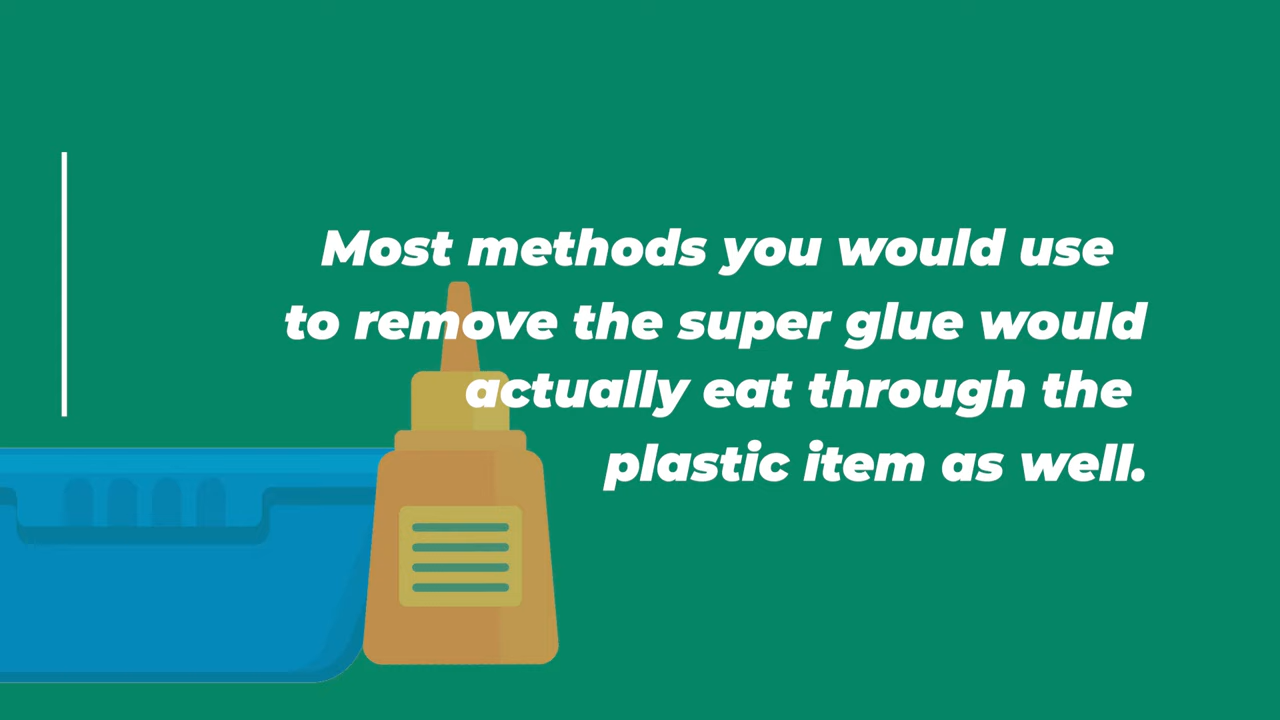 Most methods you would use
to remove the super glue would
actually eat through the
plastic item as well.